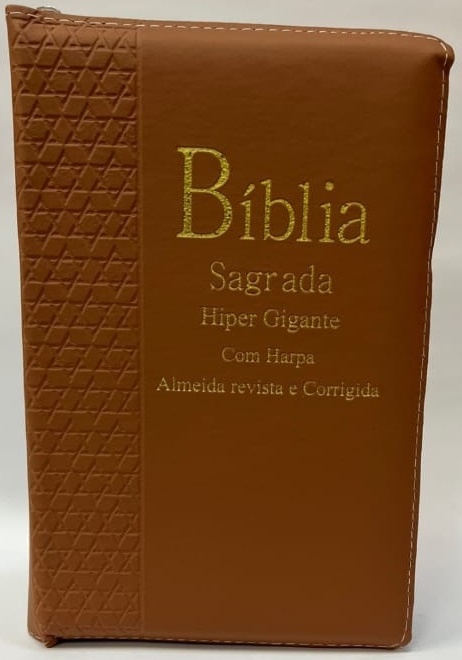 Bíblia
Sagrada
Hiper Gigante
Com Harpa
Almeida revista e Corrigida